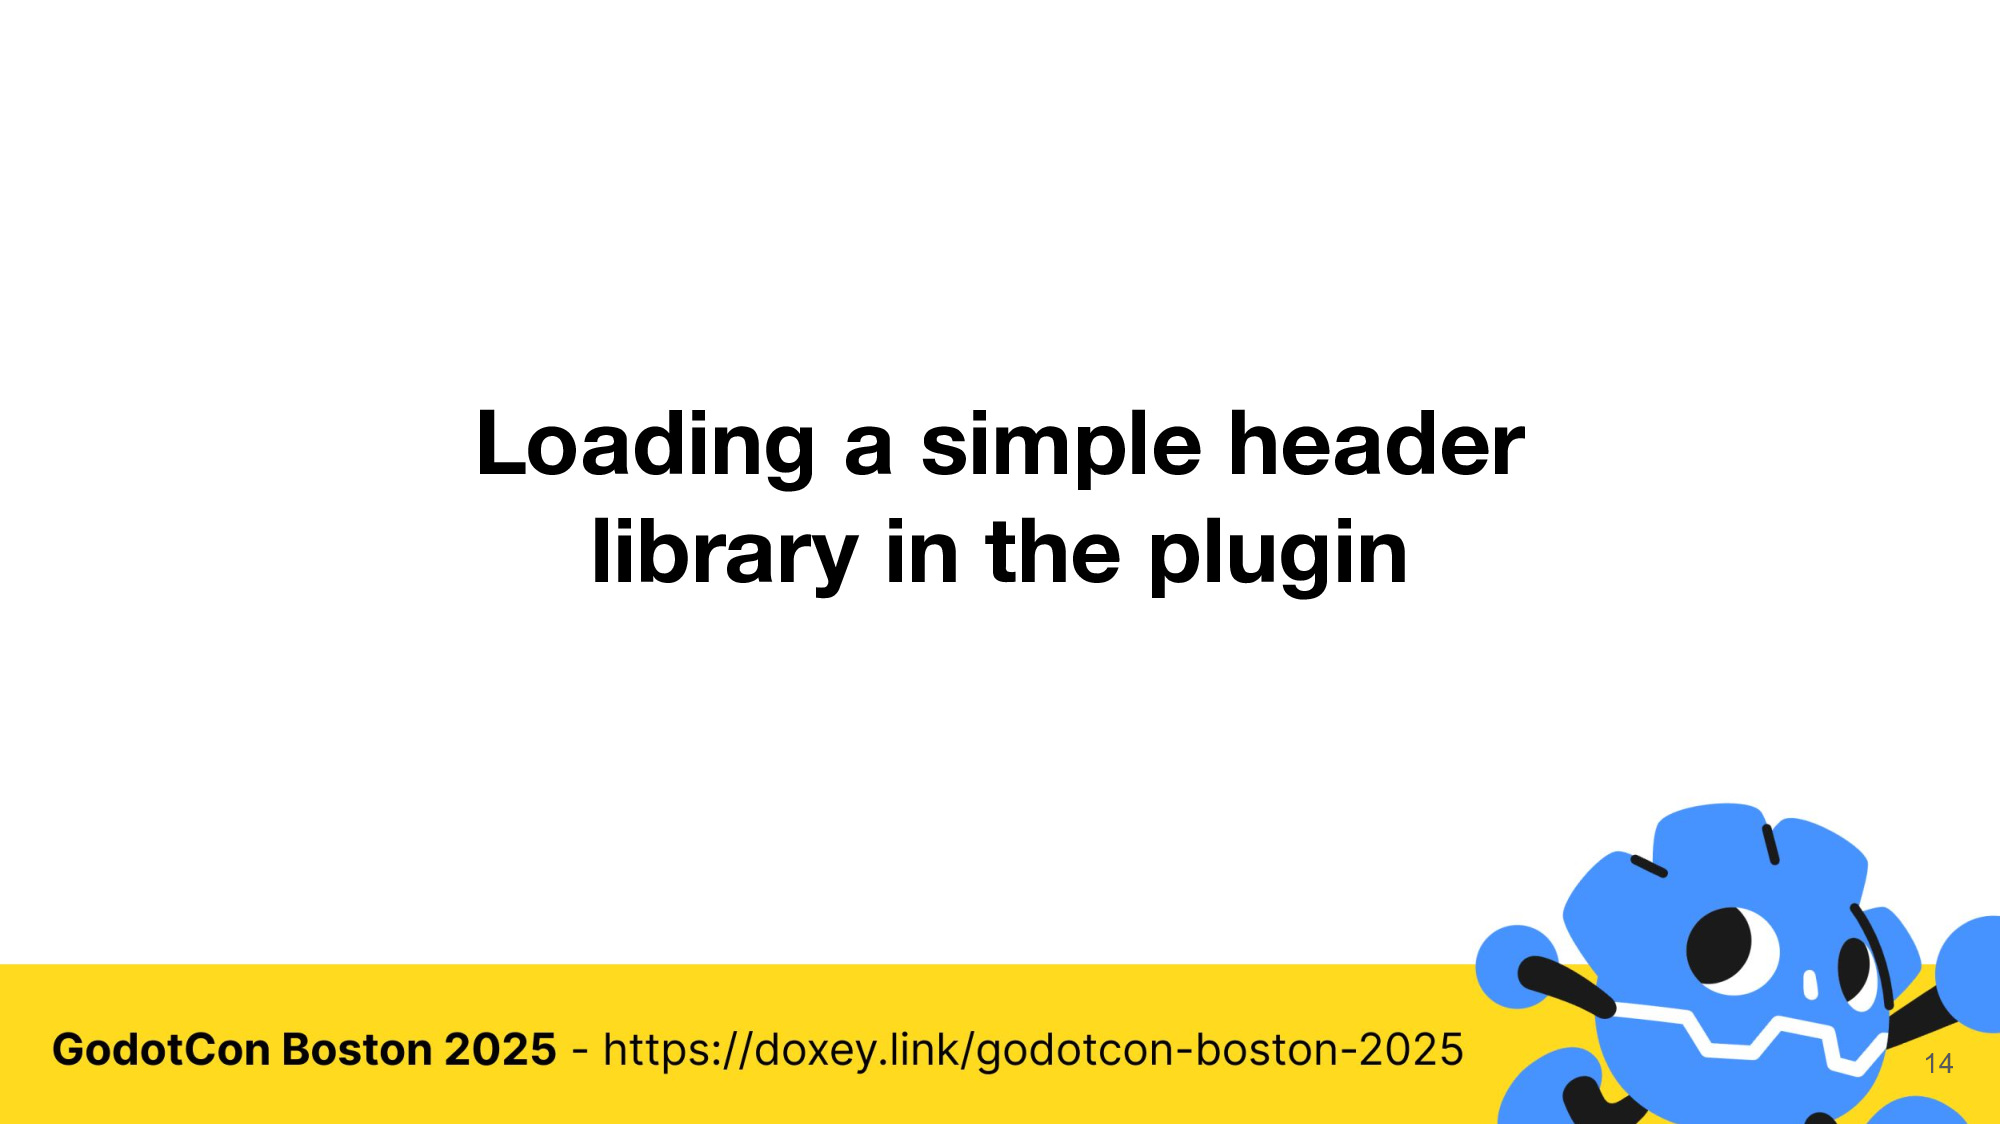 Loading a simple header
library in the plugin
GodotCon Boston 2025 - https://doxey.link/godotcon-boston-2025
14